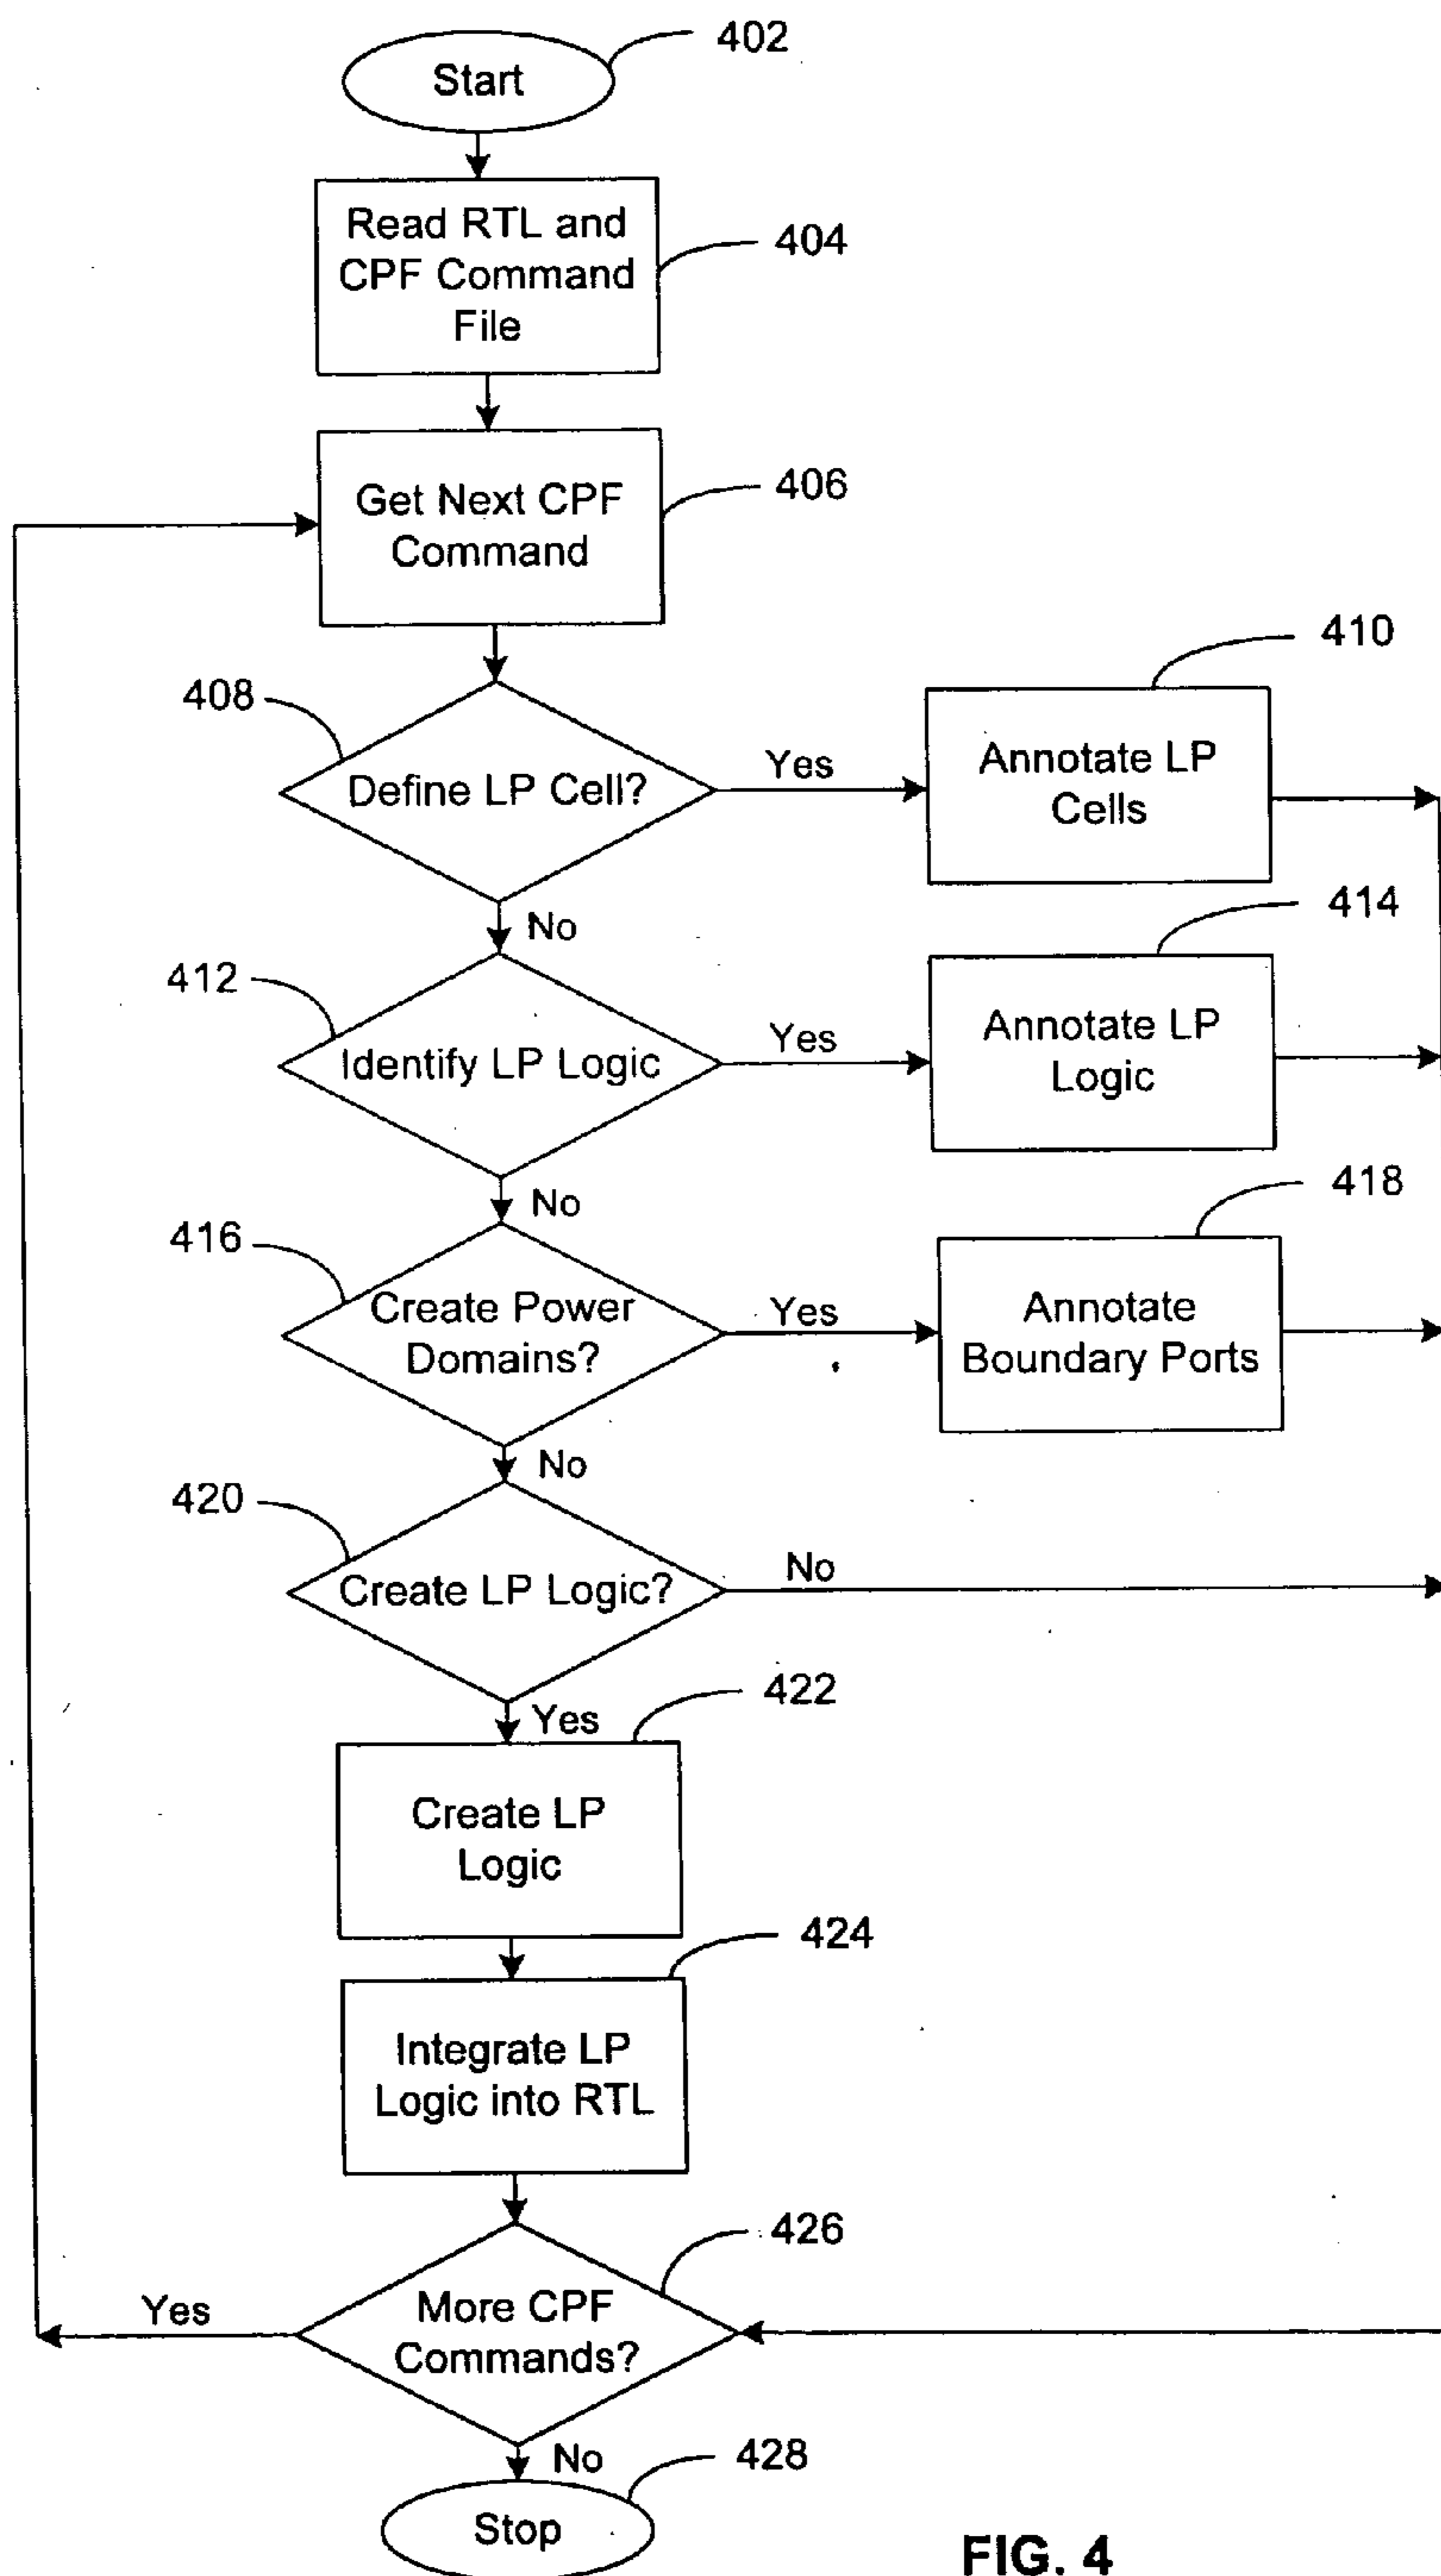 402
Start
Read RTL and
CPF Command
File
404
Get Next CPF
Command
406
408
Define LP Cell?
Yes
410
Annotate LP
Cells
No
412
Identify LP Logic
Yes
414
Annotate LP
Logic
No
416
Create Power
Domains?
Yes
418
Annotate
Boundary Ports
No
420
Create LP Logic?
No
Yes
422
Create LP
Logic
424
Integrate LP
Logic into RTL
426
More CPF
Commands?
Yes
No
428
Stop
FIG. 4